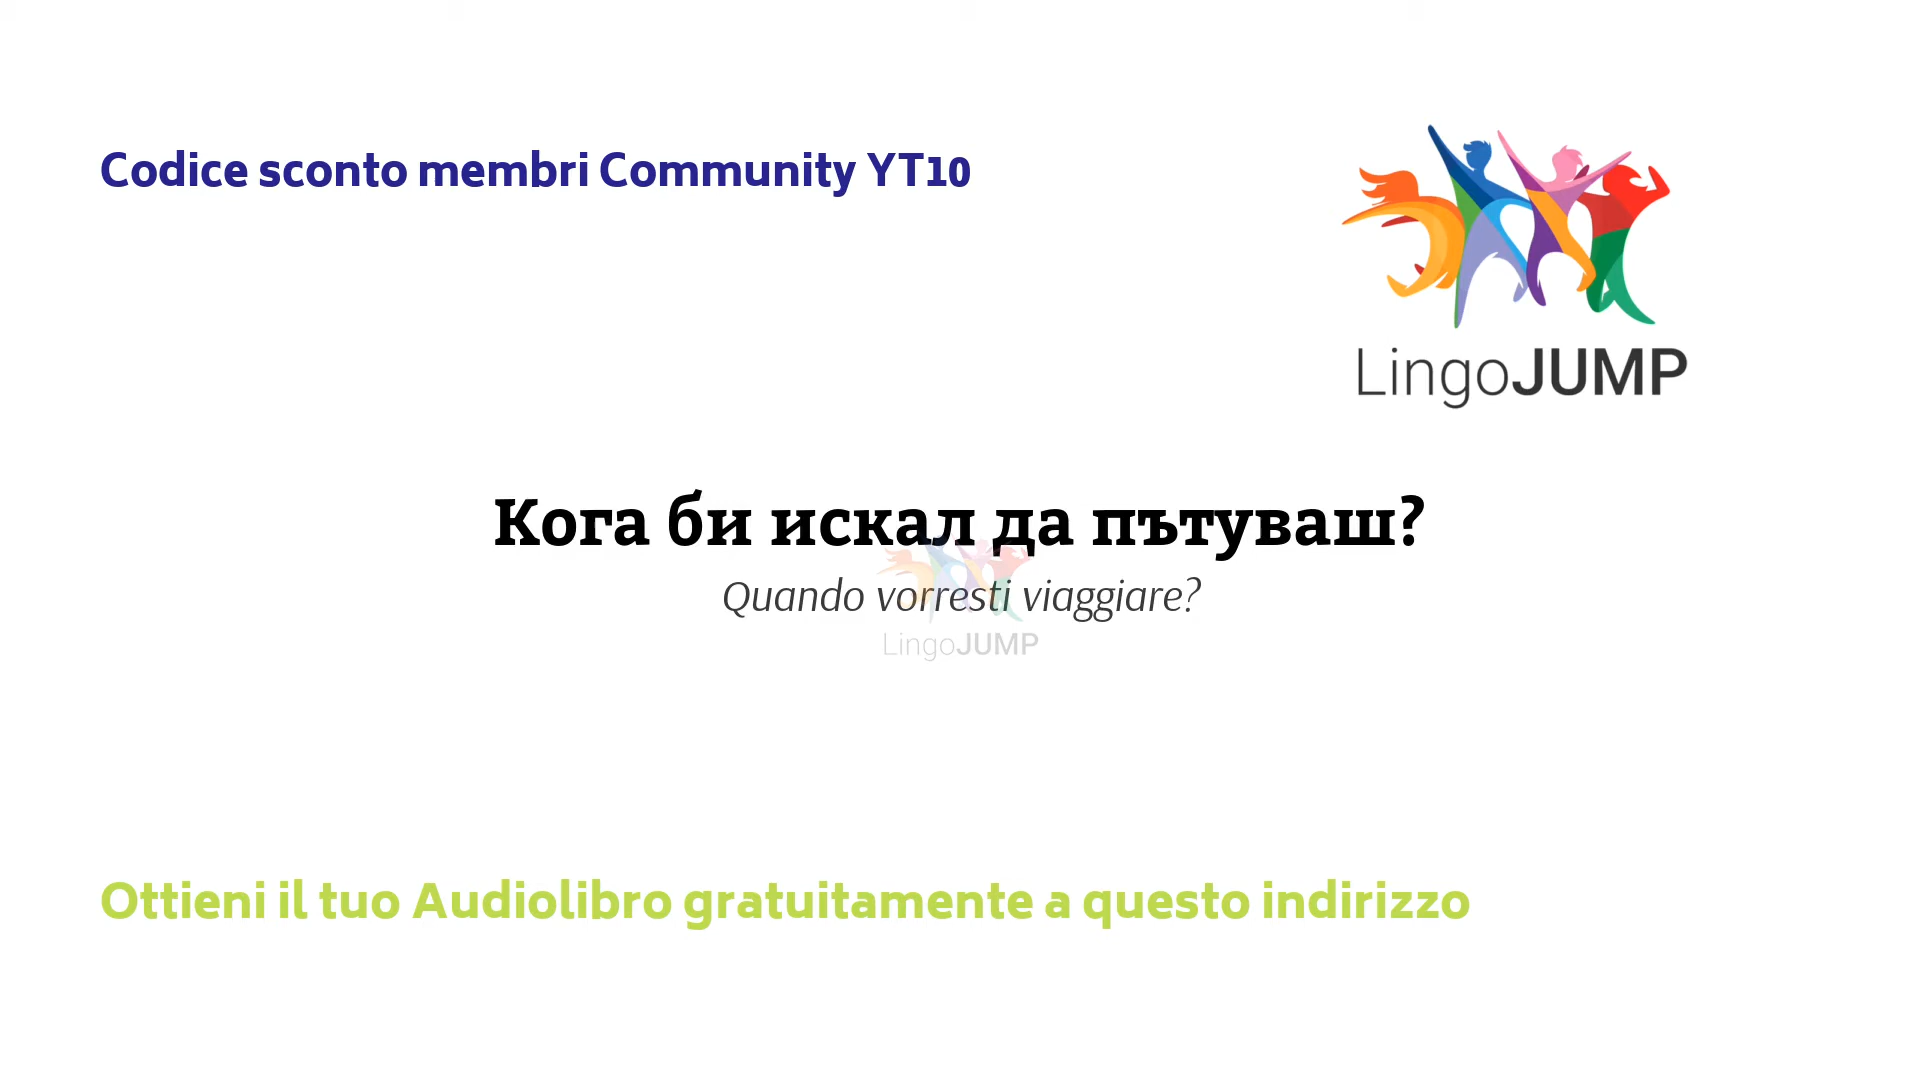 Codice sconto membri Community YT10
LingoJUMP
Кога би искал да пътуваш?
Quando vorresti viaggiare?
LingoJUMP
Ottieni il tuo Audiolibro gratuitamente a questo indirizzo